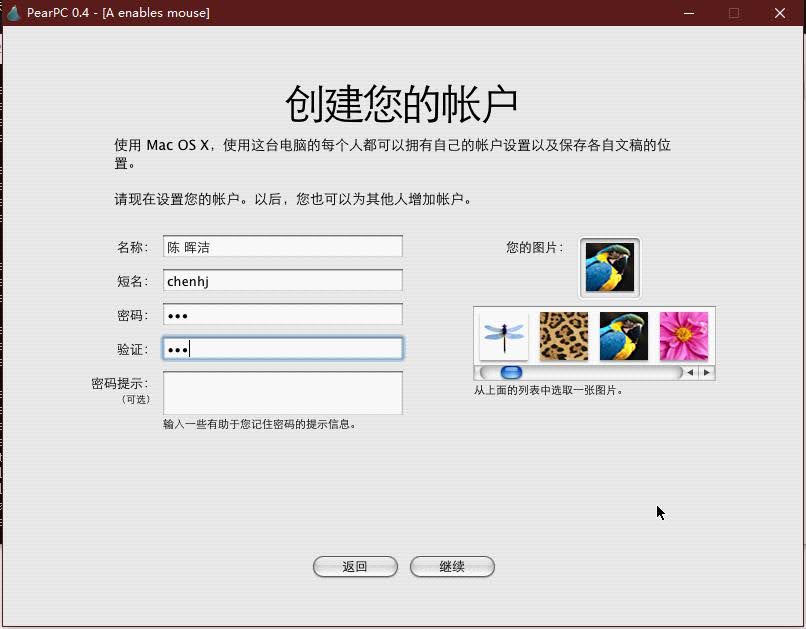 PearPC 0.4 - [A enables mouse]
创建您的帐户
使用 Mac OS X，使用这台电脑的每个人都可以拥有自己的帐户设置以及保存各自文稿的位
置。
请现在设置您的帐户。以后，您也可以为其他人增加帐户。
名称： 陈 晖洁
您的图片：
短名： chenhj
密码： •••
验证： •••
密码提示：
（可选）
从上面的列表中选取一张图片。
输入一些有助于您记住密码的提示信息。
返回 继续